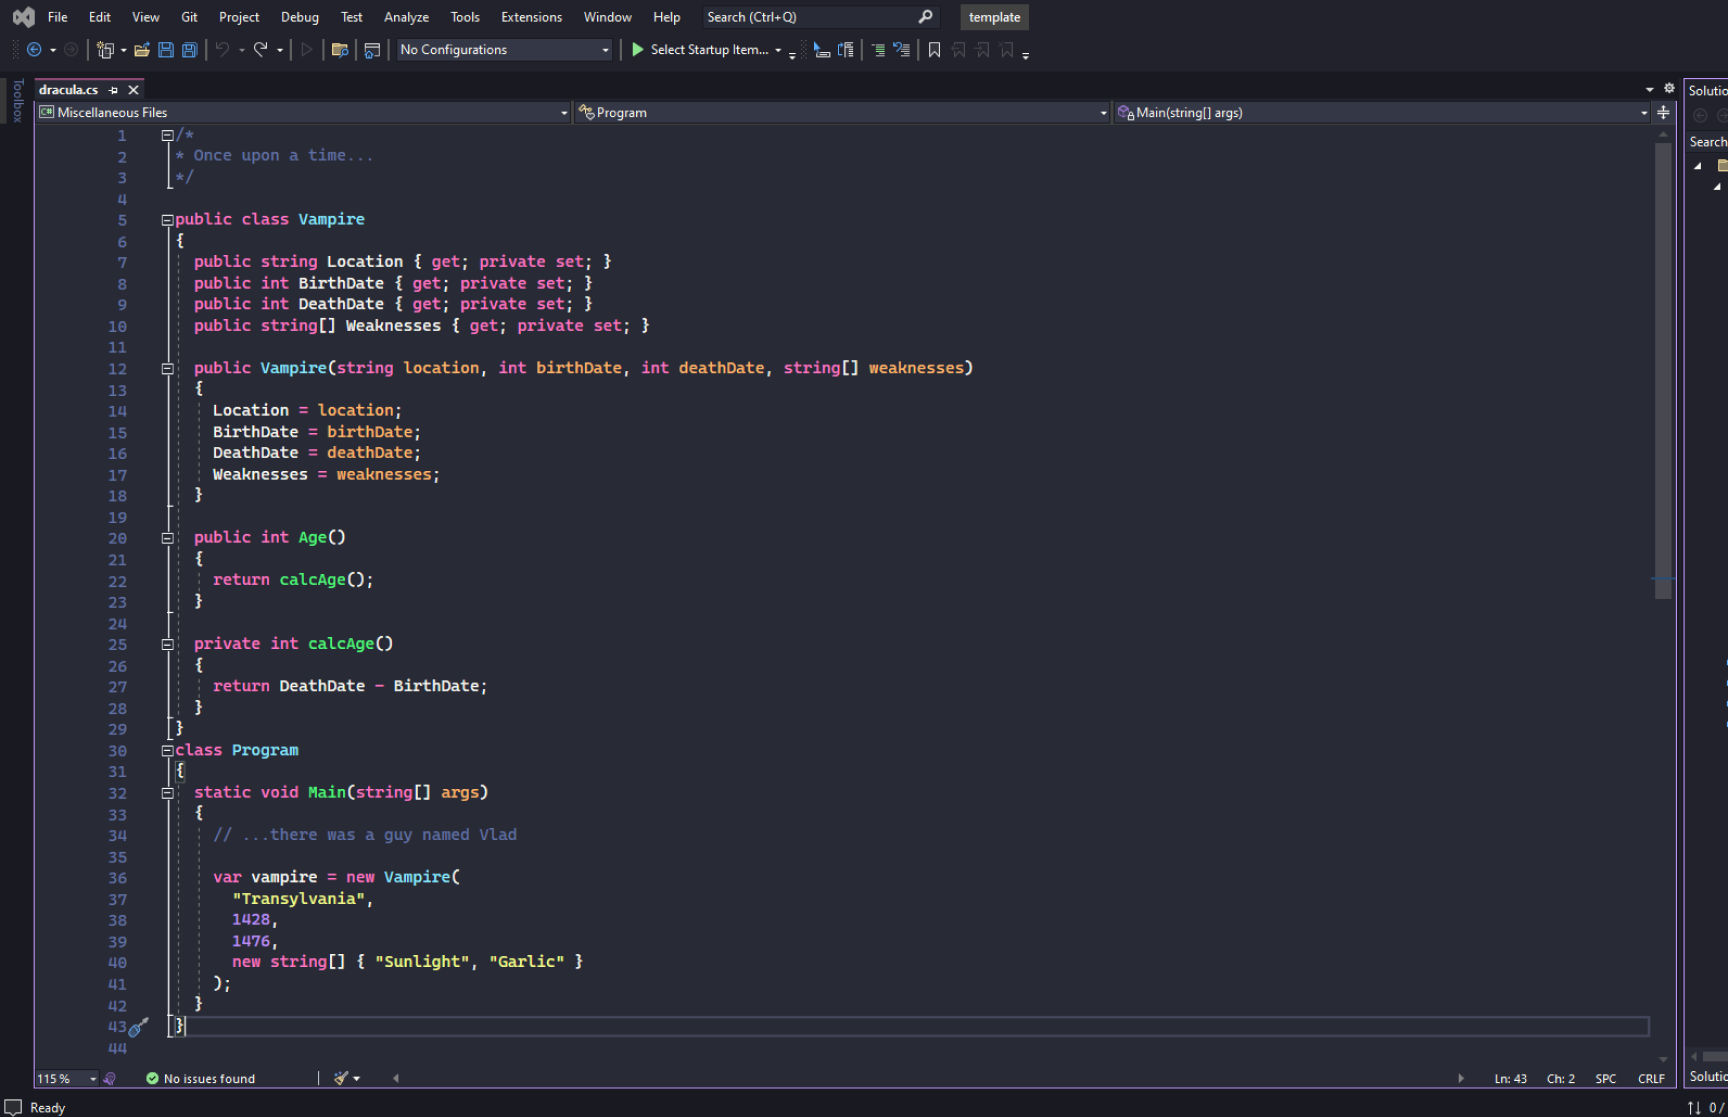 File Edit View Git Project Debug Test Analyze Tools Extensions Window Help Search (Ctrl+Q) template
No Configurations Select Startup Item...
Toolbox
dracula.cs
Solutio
C# Miscellaneous Files Program Main(string[] args)
Search
1 /*
2 * Once upon a time...
3 */
4
5 public class Vampire
6 {
7 public string Location { get; private set; }
8 public int BirthDate { get; private set; }
9 public int DeathDate { get; private set; }
10 public string[] Weaknesses { get; private set; }
11
12 public Vampire(string location, int birthDate, int deathDate, string[] weaknesses)
13 {
14 Location = location;
15 BirthDate = birthDate;
16 DeathDate = deathDate;
17 Weaknesses = weaknesses;
18 }
19
20 public int Age()
21 {
22 return calcAge();
23 }
24
25 private int calcAge()
26 {
27 return DeathDate - BirthDate;
28 }
29 }
30 class Program
31 {
32 static void Main(string[] args)
33 {
34 // ...there was a guy named Vlad
35
36 var vampire = new Vampire(
37 "Transylvania",
38 1428,
39 1476,
40 new string[] { "Sunlight", "Garlic" }
41 );
42 }
43 }
44
115 % No issues found Ln: 43 Ch: 2 SPC CRLF
Solutio
Ready 0 /